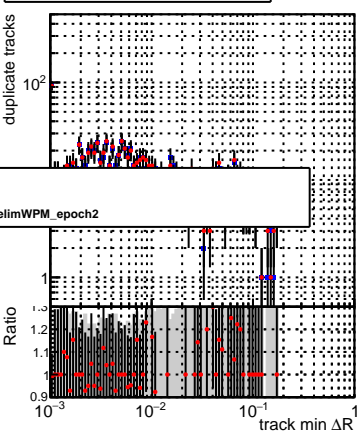 duplicate tracks
10²
elimWPM_epoch2
1
Ratio
1.3
1.2
1.1
1
0.9
10⁻³
10⁻²
10⁻¹
1
track min ΔR